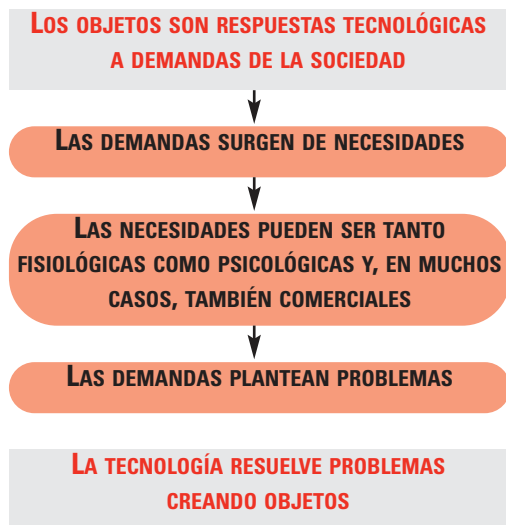 LOS OBJETOS SON RESPUESTAS TECNOLÓGICAS
A DEMANDAS DE LA SOCIEDAD
LAS DEMANDAS SURGEN DE NECESIDADES
LAS NECESIDADES PUEDEN SER TANTO
FISIOLÓGICAS COMO PSICOLÓGICAS Y, EN MUCHOS
CASOS, TAMBIÉN COMERCIALES
LAS DEMANDAS PLANTEAN PROBLEMAS
LA TECNOLOGÍA RESUELVE PROBLEMAS
CREANDO OBJETOS